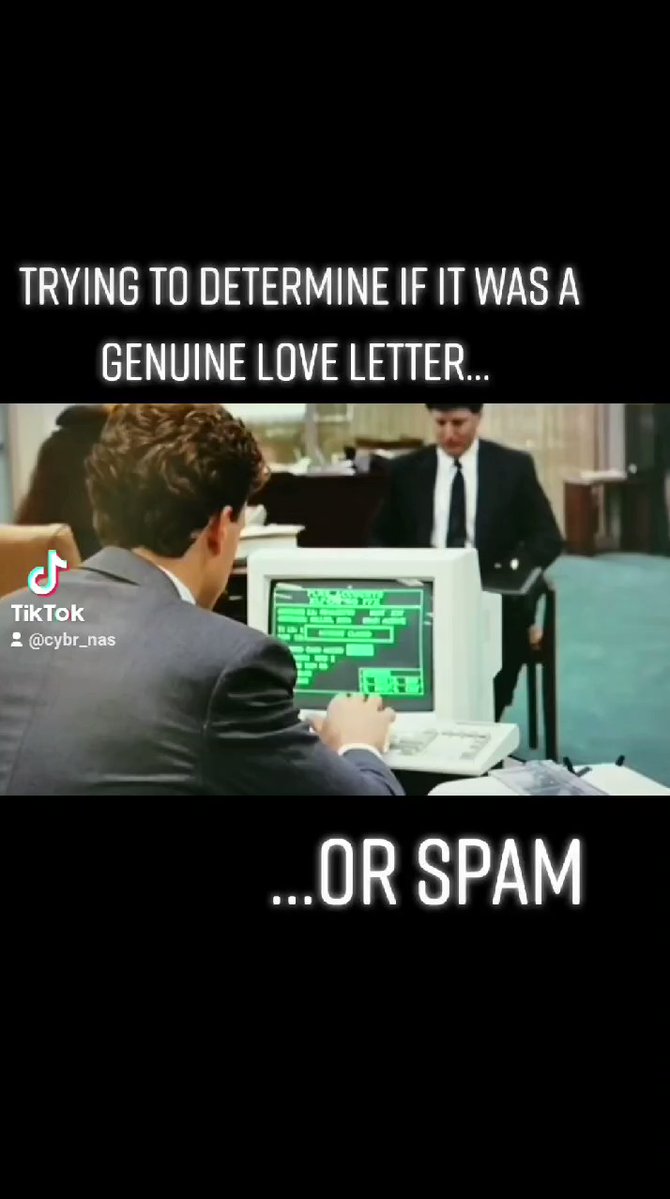 TRYING TO DETERMINE IF IT WAS A
GENUINE LOVE LETTER...
TikTok
@cybr_nas
...OR SPAM